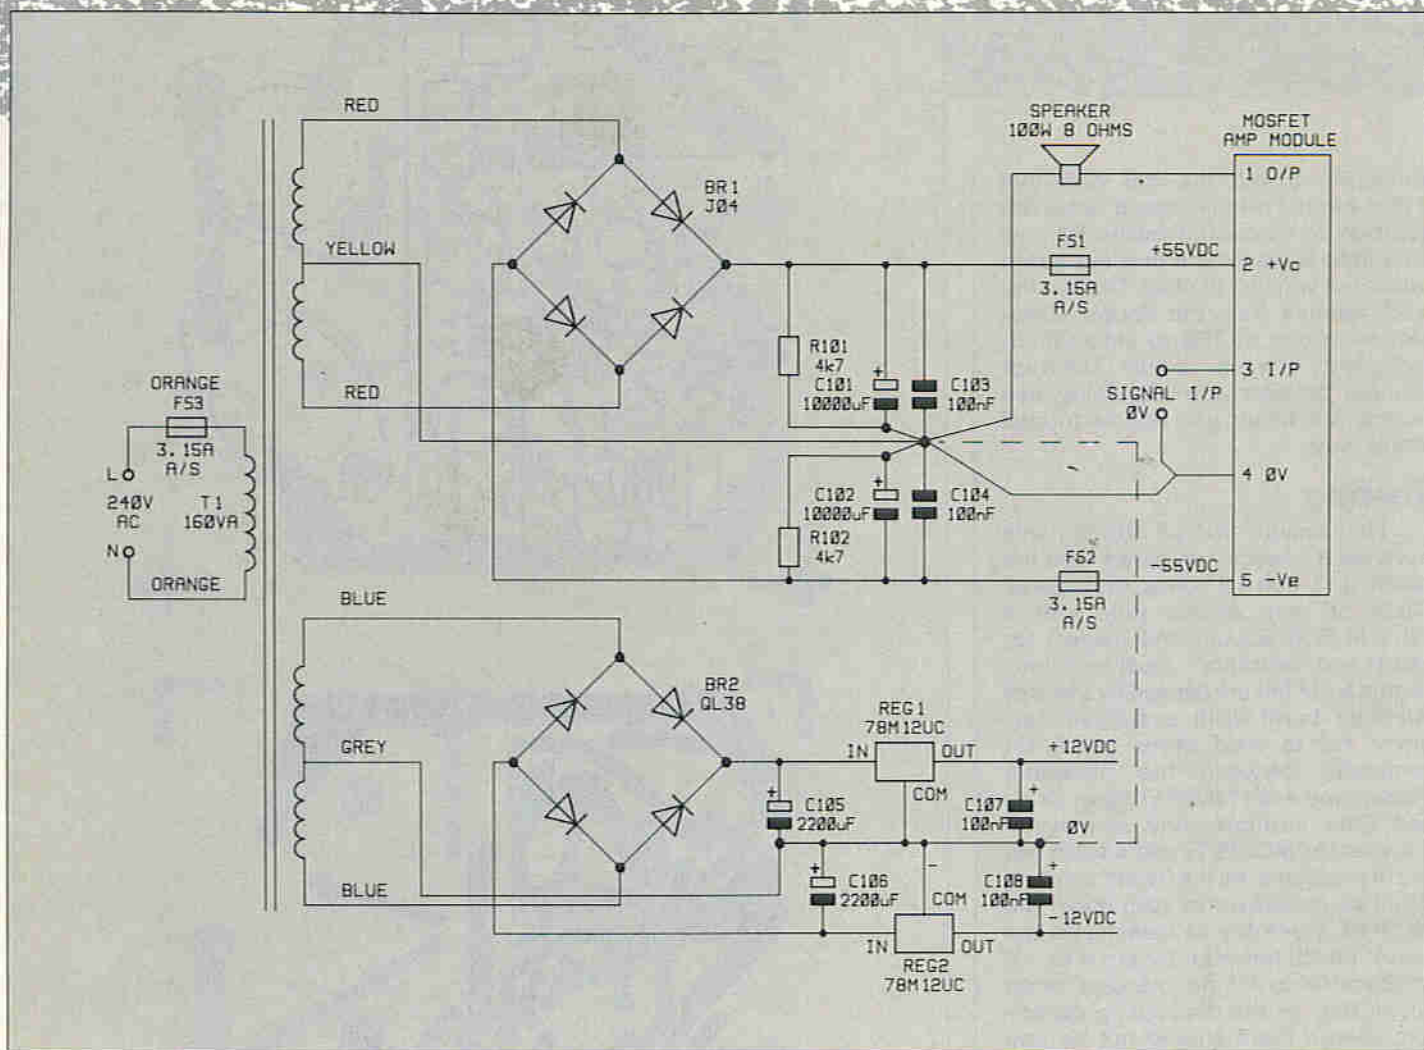 RED
SPEAKER
100W 8 OHMS
MOSFET
AMP MODULE
1 O/P
BR1
J04
YELLOW
FS1
+55VDC
2 +Vc
3.15A
A/S
R101
4k7
C101
10000uF
C103
100nF
3 I/P
SIGNAL I/P
0V
ORANGE
FS3
RED
3.15A
A/S
L
240V
AC
N
T1
160VA
C102
10000uF
C104
100nF
4 0V
R102
4k7
FS2
-55VDC
5 -Ve
3.15A
A/S
ORANGE
BLUE
BR2
QL38
REG1
78M12UC
GREY
IN
OUT
+12VDC
COM
+
C105
2200uF
+
C107
100nF
0V
+
C106
2200uF
-
COM
+
C108
100nF
BLUE
-12VDC
IN
OUT
REG2
78M12UC